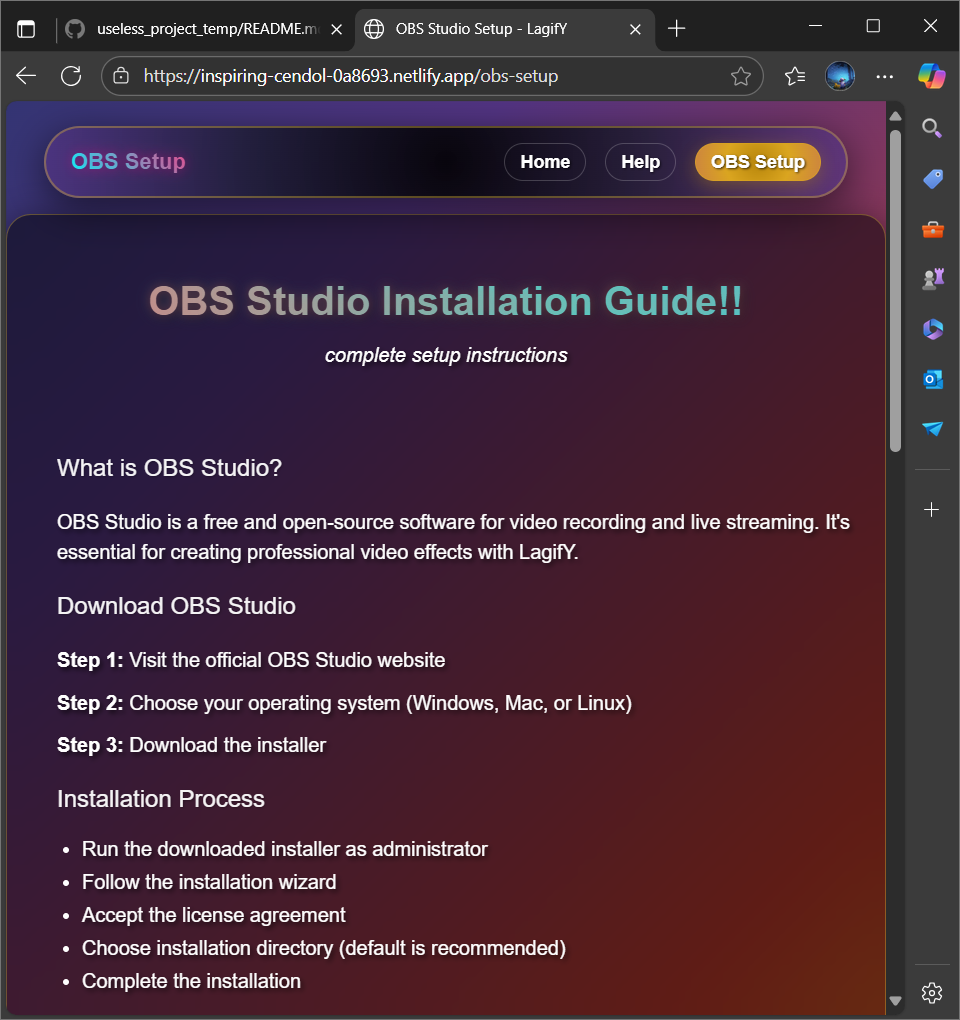 useless_project_temp/README.m
OBS Studio Setup - LagifY
https://inspiring-cendol-0a8693.netlify.app/obs-setup
OBS Setup
Home
Help
OBS Setup
OBS Studio Installation Guide!!
complete setup instructions
What is OBS Studio?
OBS Studio is a free and open-source software for video recording and live streaming. It's
essential for creating professional video effects with LagifY.
Download OBS Studio
Step 1: Visit the official OBS Studio website
Step 2: Choose your operating system (Windows, Mac, or Linux)
Step 3: Download the installer
Installation Process
• Run the downloaded installer as administrator
• Follow the installation wizard
• Accept the license agreement
• Choose installation directory (default is recommended)
• Complete the installation